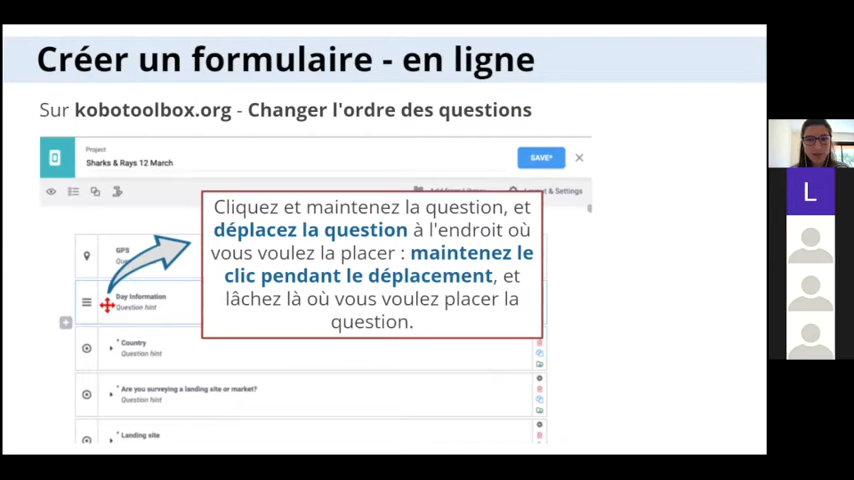 Créer un formulaire - en ligne
Sur kobotoolbox.org - Changer l'ordre des questions
Project
Sharks & Rays 12 March
SAVE*
Layout & Settings
Cliquez et maintenez la question, et
déplacez la question à l'endroit où
vous voulez la placer : maintenez le
clic pendant le déplacement, et
lâchez là où vous voulez placer la
question.
GPS
Day Information
Question hint
* Country
Question hint
* Are you surveying a landing site or market?
Question hint
* Landing site
L